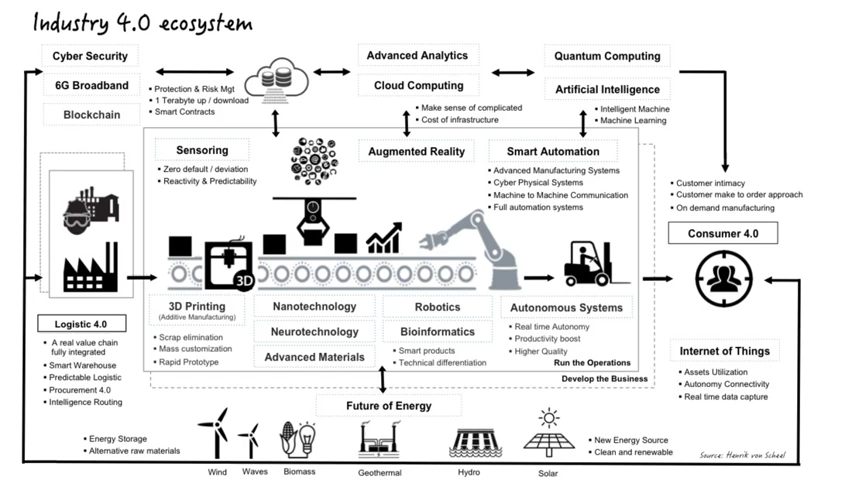 Industry 4.0 ecosystem
Cyber Security
6G Broadband
Blockchain
• Protection & Risk Mgt
• 1 Terabyte up / download
• Smart Contracts
Advanced Analytics
Cloud Computing
• Make sense of complicated
• Cost of infrastructure
Quantum Computing
Artificial Intelligence
• Intelligent Machine
• Machine Learning
Sensoring
• Zero default / deviation
• Reactivity & Predictability
Augmented Reality
Smart Automation
• Advanced Manufacturing Systems
• Cyber Physical Systems
• Machine to Machine Communication
• Full automation systems
• Customer intimacy
• Customer make to order approach
• On demand manufacturing
Consumer 4.0
3D
Logistic 4.0
• A real value chain
fully integrated
• Smart Warehouse
• Predictable Logistic
• Procurement 4.0
• Intelligence Routing
3D Printing
(Additive Manufacturing)
• Scrap elimination
• Mass customization
• Rapid Prototype
Nanotechnology
Neurotechnology
Advanced Materials
Robotics
Bioinformatics
• Smart products
• Technical differentiation
Autonomous Systems
• Real time Autonomy
• Productivity boost
• Higher Quality
Run the Operations
Develop the Business
Internet of Things
• Assets Utilization
• Autonomy Connectivity
• Real time data capture
Future of Energy
• Energy Storage
• Alternative raw materials
• New Energy Source
• Clean and renewable
Wind
Waves
Biomass
Geothermal
Hydro
Solar
Source: Henrik von Scheel